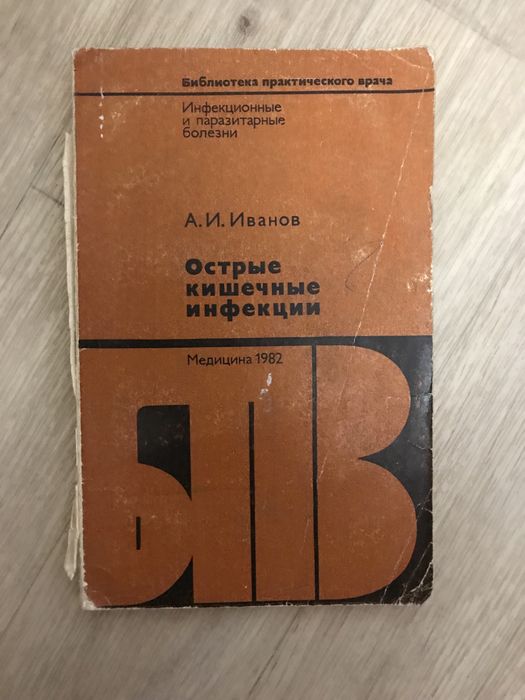 Библиотека практического врача
Инфекционные
и паразитарные
болезни
А.И. Иванов
Острые
кишечные
инфекции
Медицина 1982
БПВ